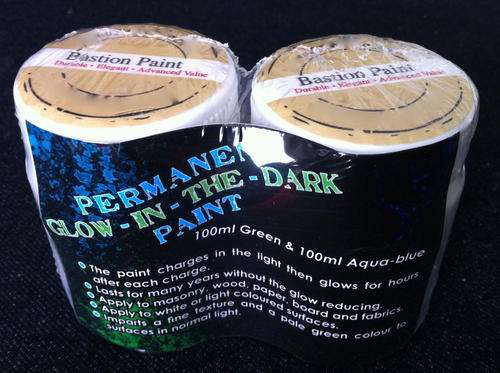 Bastion Paint
Durable • Elegant • Advanced Value
Bastion Paint
Durable • Elegant • Advanced Value
PERMANENT
GLOW - IN - THE - DARK
PAINT
100ml Green & 100ml Aqua-blue
The paint charges in the light then glows for hours
after each charge.
Lasts for many years without the glow reducing.
Apply to masonry, wood, paper, board and fabrics.
Apply to white or light coloured surfaces.
Imparts a fine texture and a pale green colour to
surfaces in normal light.